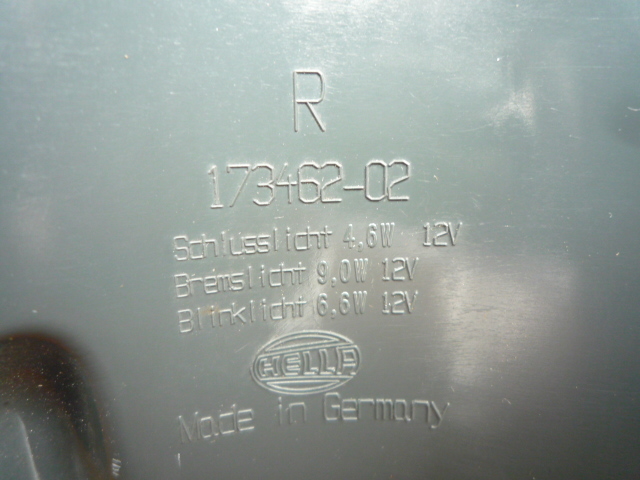 R
173462-02
Schlusslicht 4,6W 12V
Bremslicht 9,0W 12V
Blinklicht 6,6W 12V
HELLA
Made in Germany